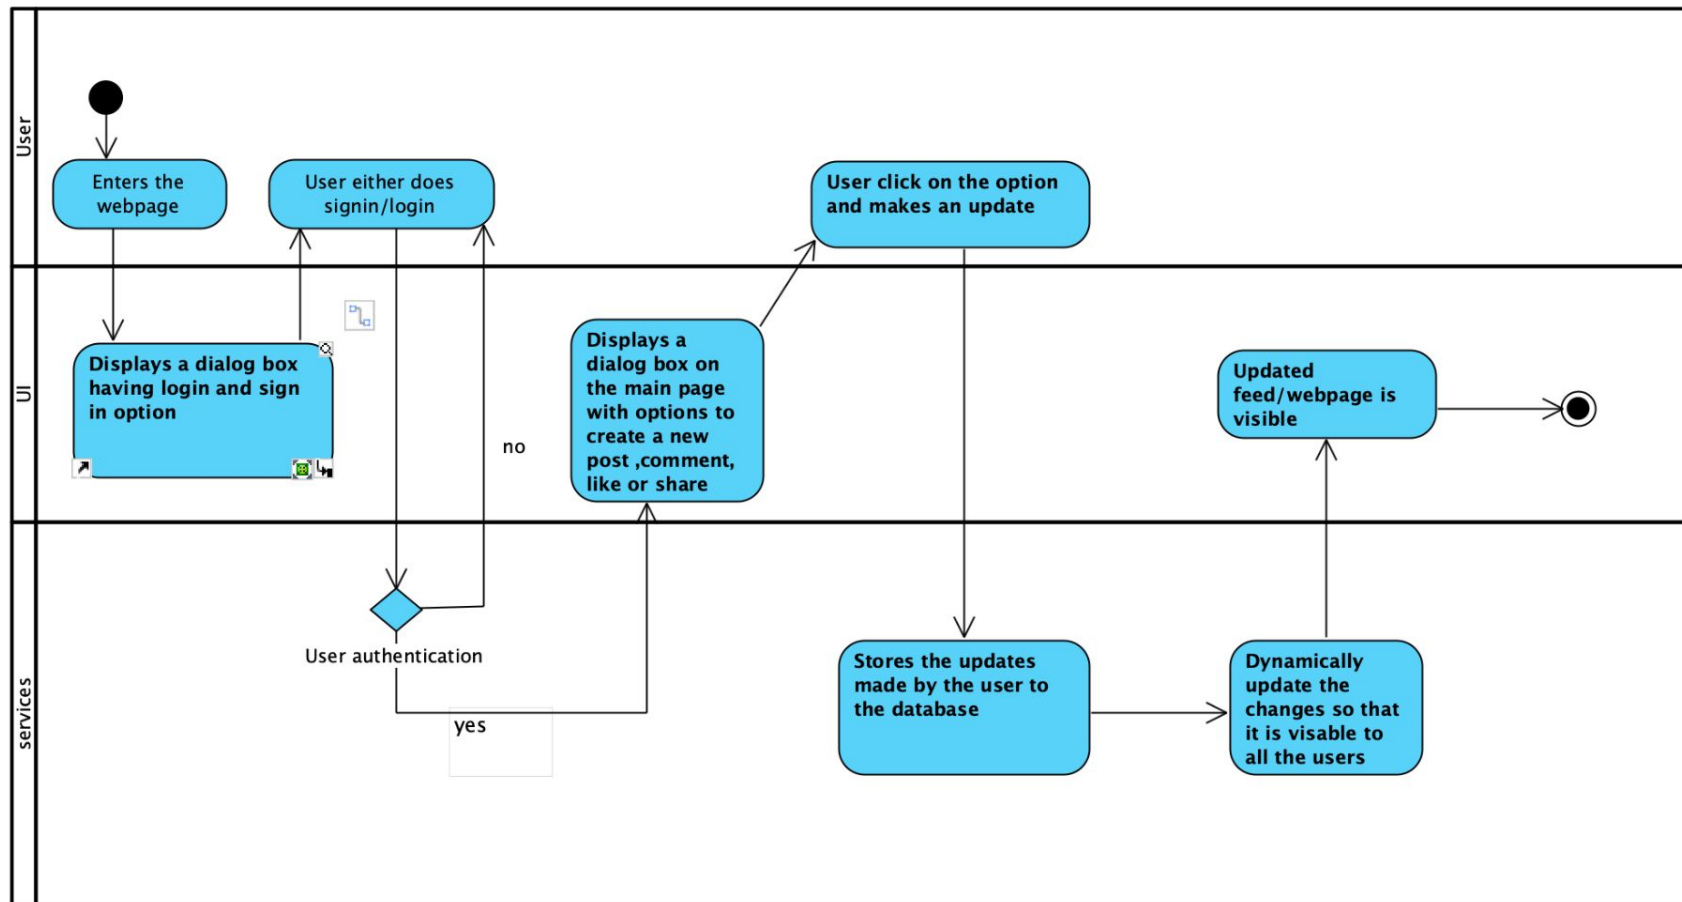 User
Enters the
webpage
User either does
signin/login
User click on the option
and makes an update
UI
Displays a dialog box
having login and sign
in option
no
Displays a
dialog box on
the main page
with options to
create a new
post ,comment,
like or share
Updated
feed/webpage is
visible
services
User authentication
yes
Stores the updates
made by the user to
the database
Dynamically
update the
changes so that
it is visable to
all the users